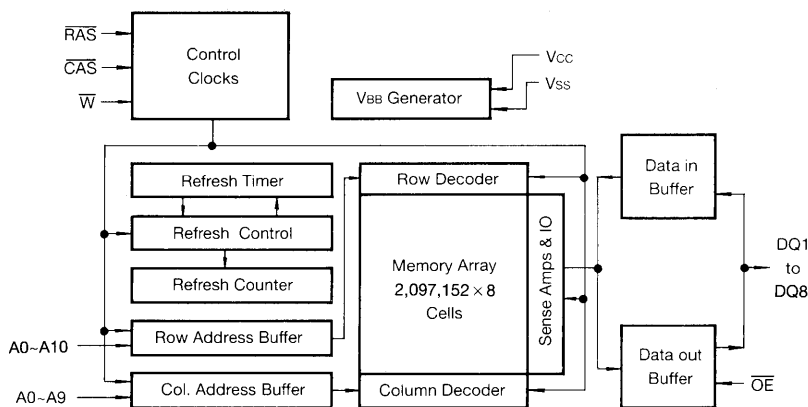 RAS
CAS
W
Control
Clocks
VBB Generator
Vcc
Vss
Refresh Timer
Refresh Control
Refresh Counter
Row Address Buffer
Col. Address Buffer
A0~A10
A0~A9
Row Decoder
Memory Array
2,097,152 × 8
Cells
Sense Amps & IO
Column Decoder
Data in
Buffer
Data out
Buffer
OE
DQ1
to
DQ8